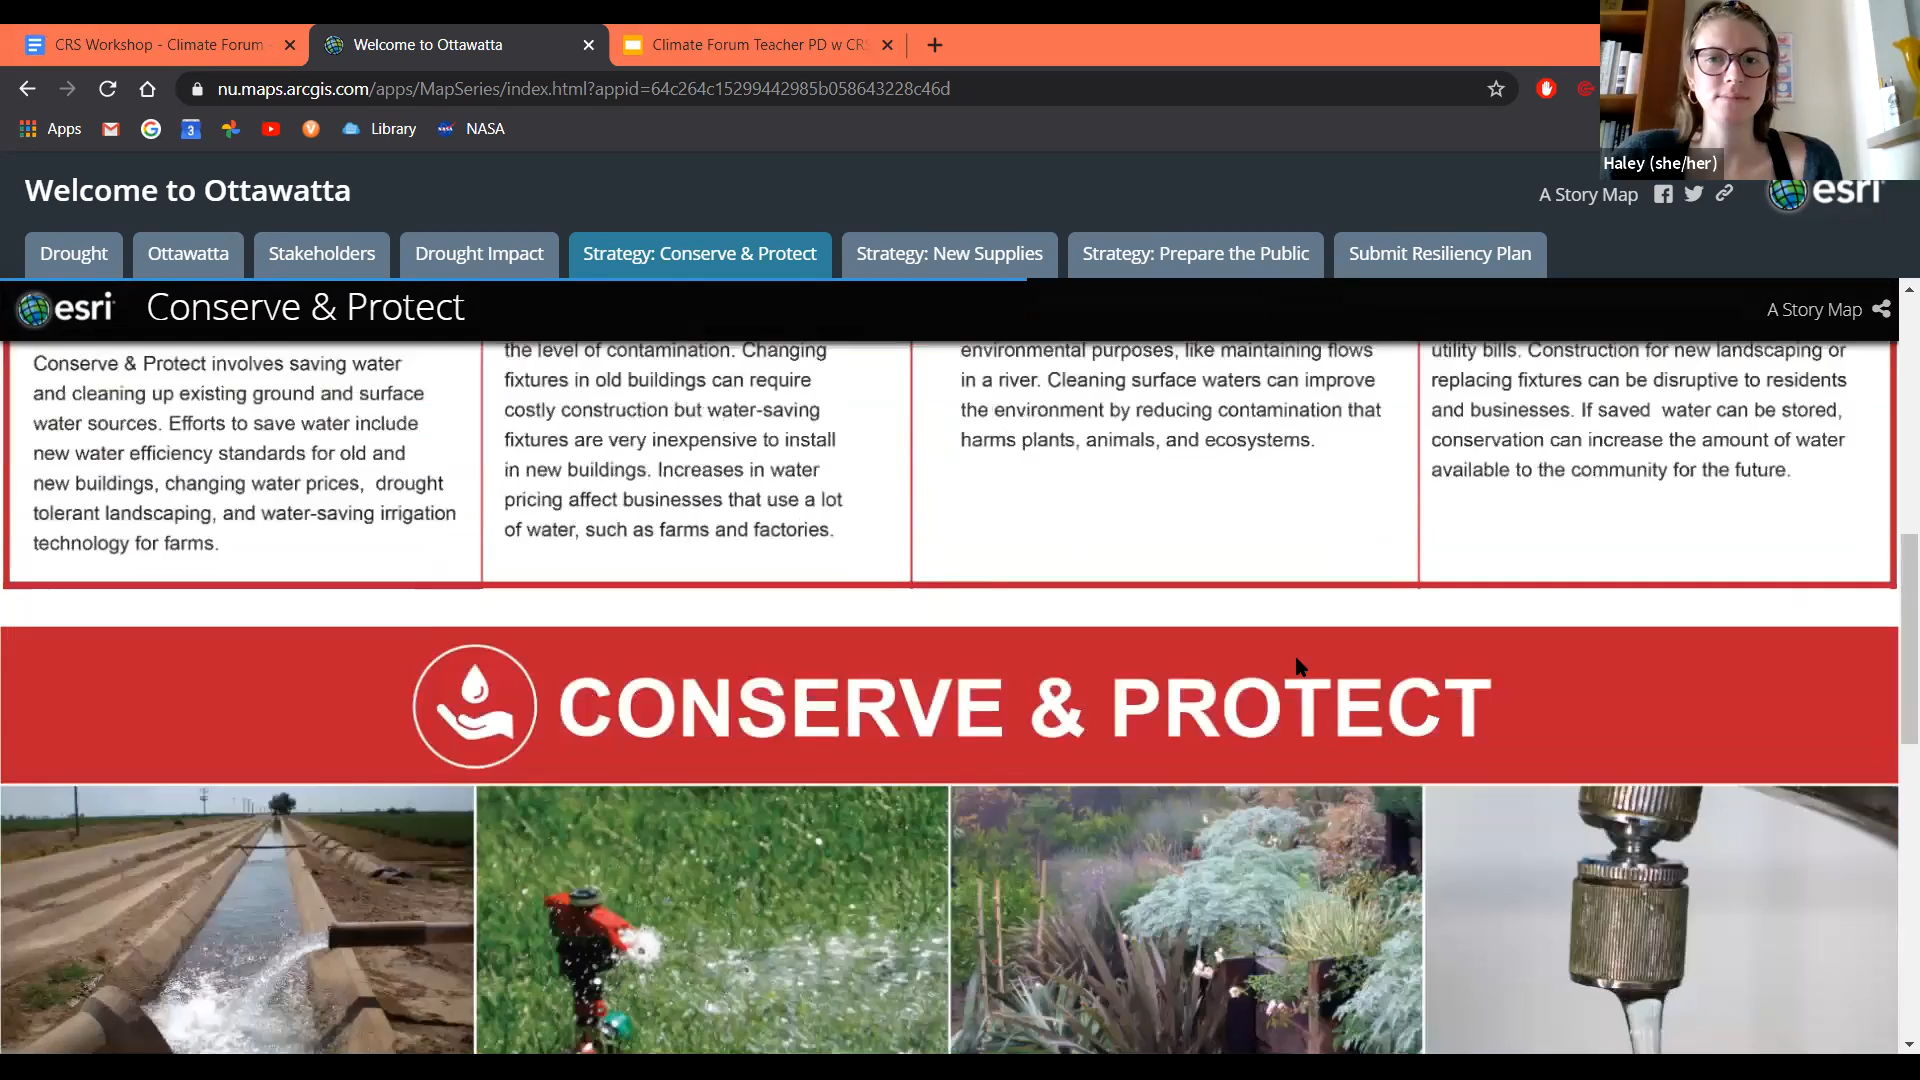 CRS Workshop - Climate Forum -
Welcome to Ottawatta
Climate Forum Teacher PD w CRS
nu.maps.arcgis.com/apps/MapSeries/index.html?appid=64c264c15299442985b058643228c46d
Apps
3
Library
NASA
NASA
Haley (she/her)
Welcome to Ottawatta
A Story Map
esri
Drought
Ottawatta
Stakeholders
Drought Impact
Strategy: Conserve & Protect
Strategy: New Supplies
Strategy: Prepare the Public
Submit Resiliency Plan
esri
Conserve & Protect
A Story Map
Conserve & Protect involves saving water
and cleaning up existing ground and surface
water sources. Efforts to save water include
new water efficiency standards for old and
new buildings, changing water prices, drought
tolerant landscaping, and water-saving irrigation
technology for farms.
the level of contamination. Changing
fixtures in old buildings can require
costly construction but water-saving
fixtures are very inexpensive to install
in new buildings. Increases in water
pricing affect businesses that use a lot
of water, such as farms and factories.
environmental purposes, like maintaining flows
in a river. Cleaning surface waters can improve
the environment by reducing contamination that
harms plants, animals, and ecosystems.
utility bills. Construction for new landscaping or
replacing fixtures can be disruptive to residents
and businesses. If saved water can be stored,
conservation can increase the amount of water
available to the community for the future.
CONSERVE & PROTECT